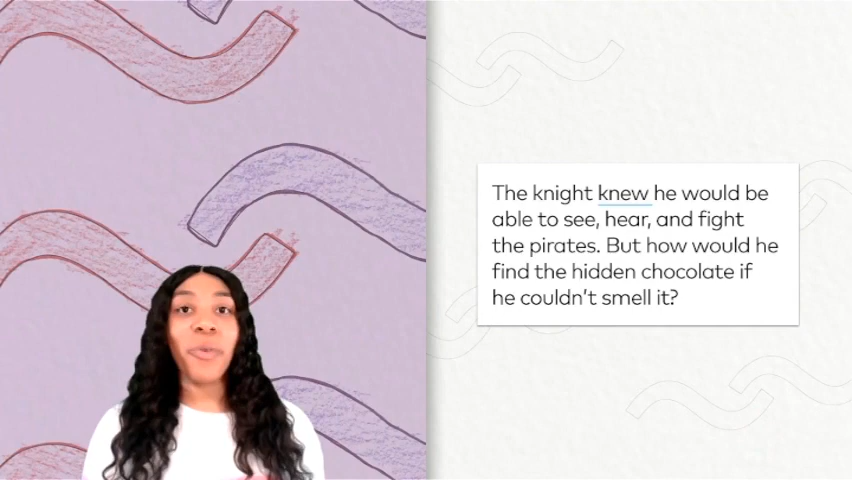 The knight knew he would be
able to see, hear, and fight
the pirates. But how would he
find the hidden chocolate if
he couldn't smell it?